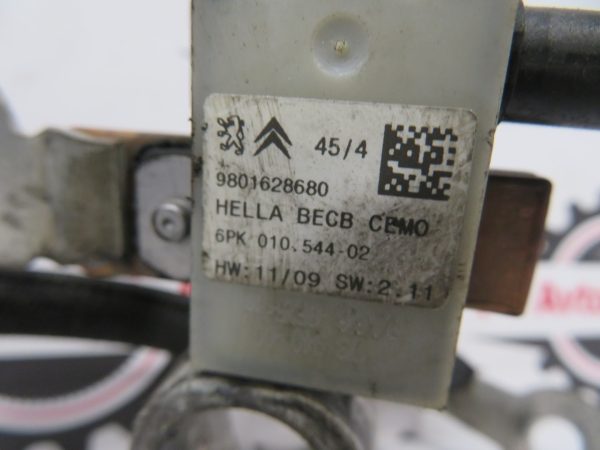 45/4
9801628680
HELLA BECB CEMO
6PK 010.544-02
HW:11/09 SW:2.11